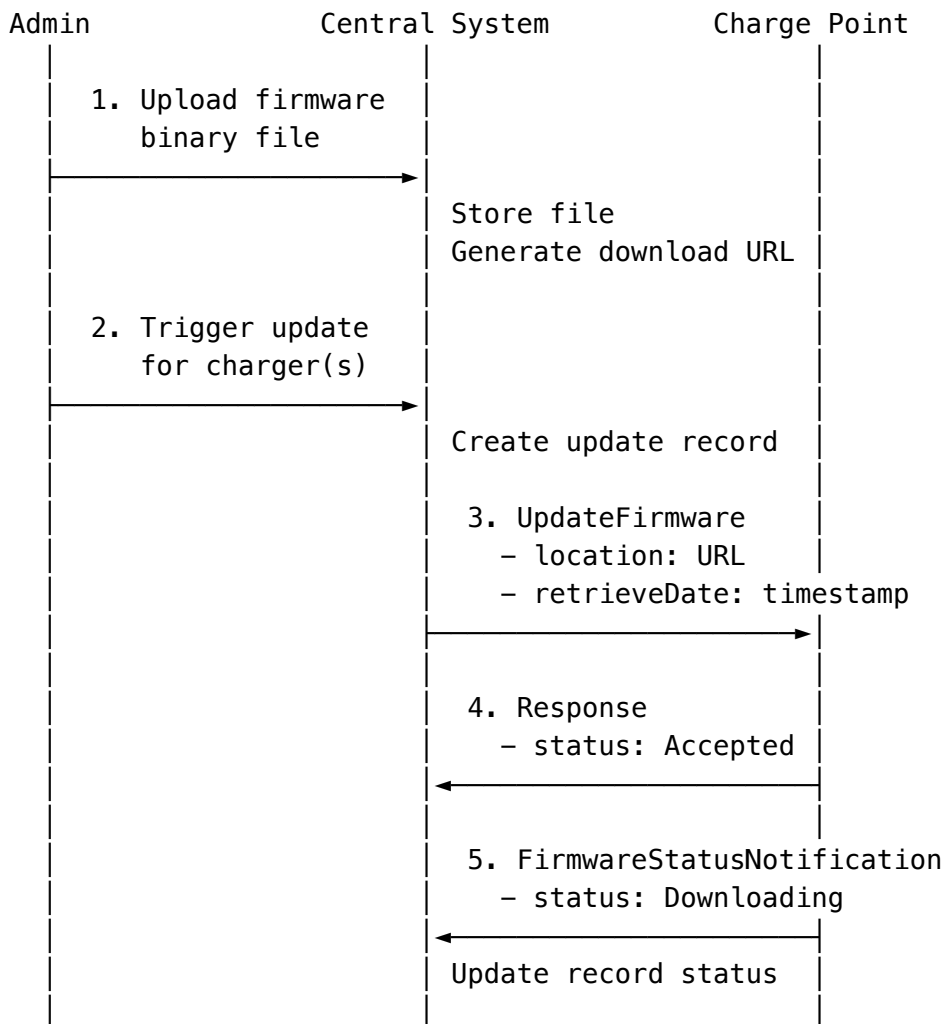 Admin Central System Charge Point
1. Upload firmware
binary file
Store file
Generate download URL
2. Trigger update
for charger(s)
Create update record
3. UpdateFirmware
– location: URL
– retrieveDate: timestamp
4. Response
– status: Accepted
5. FirmwareStatusNotification
– status: Downloading
Update record status